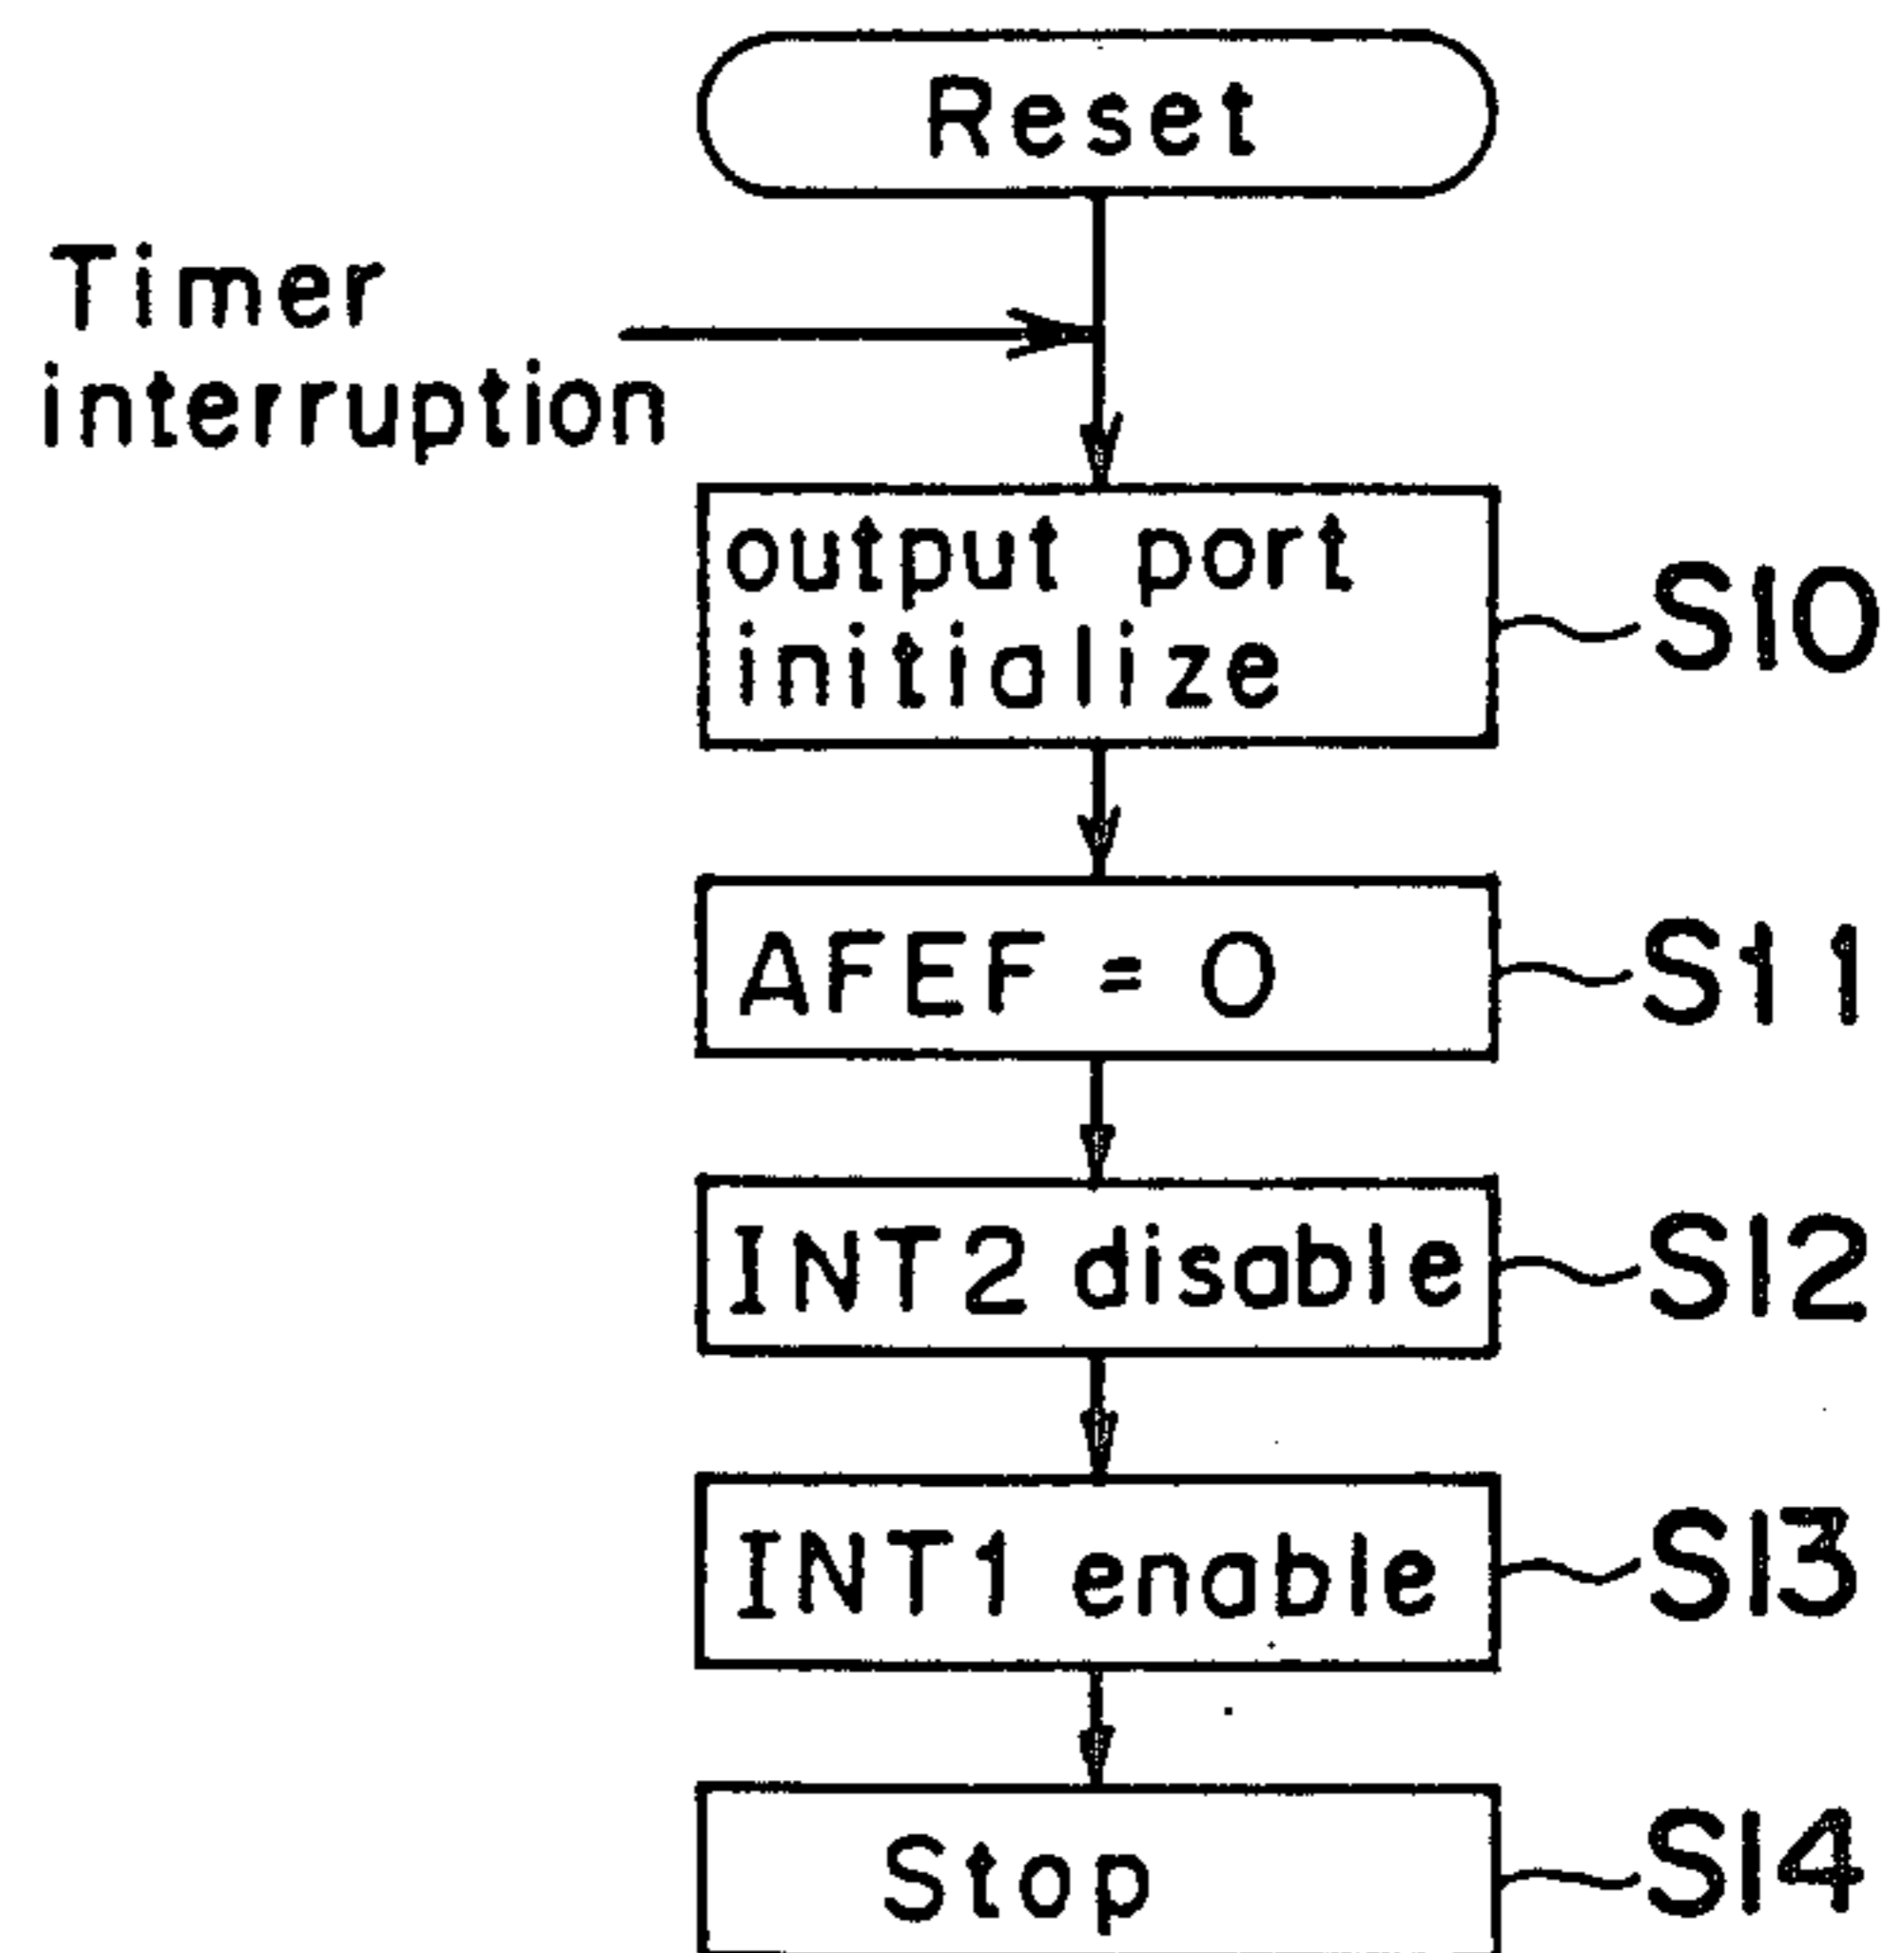 Reset
Timer
interruption
output port
initialize
S10
AFEF = 0
S11
INT2 disable
S12
INT1 enable
S13
Stop
S14